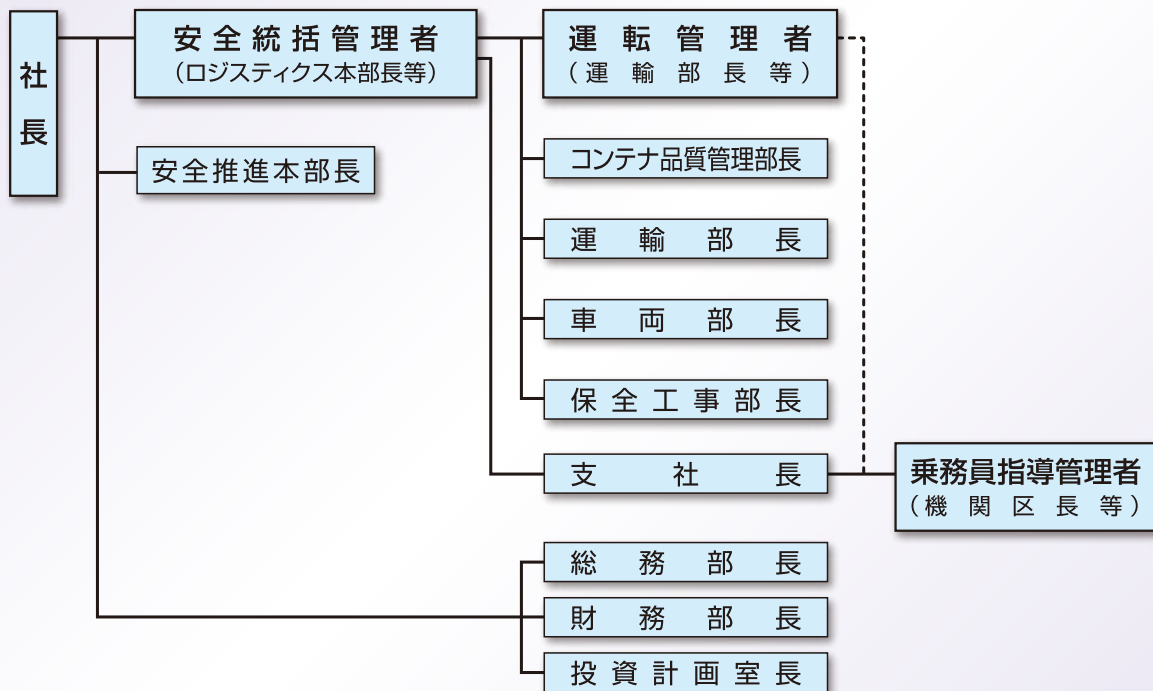 社長
安全統括管理者
（ロジスティクス本部長等）
運転管理者
（運輸部長等）
安全推進本部長
コンテナ品質管理部長
運輸部長
車両部長
保全工事部長
支社長
乗務員指導管理者
（機関区長等）
総務部長
財務部長
投資計画室長